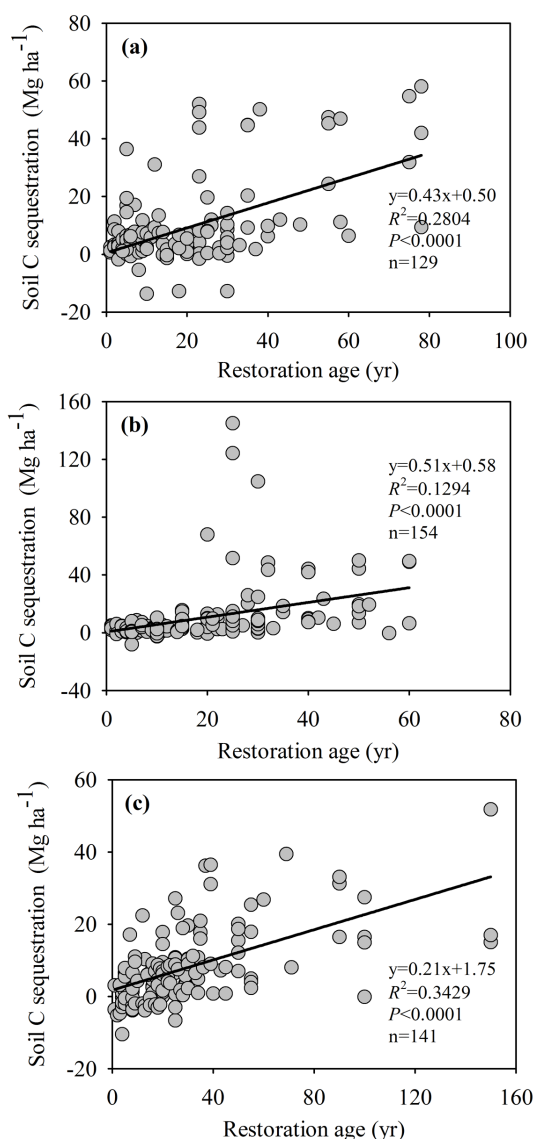 (a)
Soil C sequestration (Mg ha⁻¹)
80
60
40
20
0
-20
y=0.43x+0.50
R²=0.2804
P<0.0001
n=129
0 20 40 60 80 100
Restoration age (yr)
(b)
Soil C sequestration (Mg ha⁻¹)
160
120
80
40
0
-40
y=0.51x+0.58
R²=0.1294
P<0.0001
n=154
0 20 40 60 80
Restoration age (yr)
(c)
Soil C sequestration (Mg ha⁻¹)
60
40
20
0
-20
y=0.21x+1.75
R²=0.3429
P<0.0001
n=141
0 40 80 120 160
Restoration age (yr)